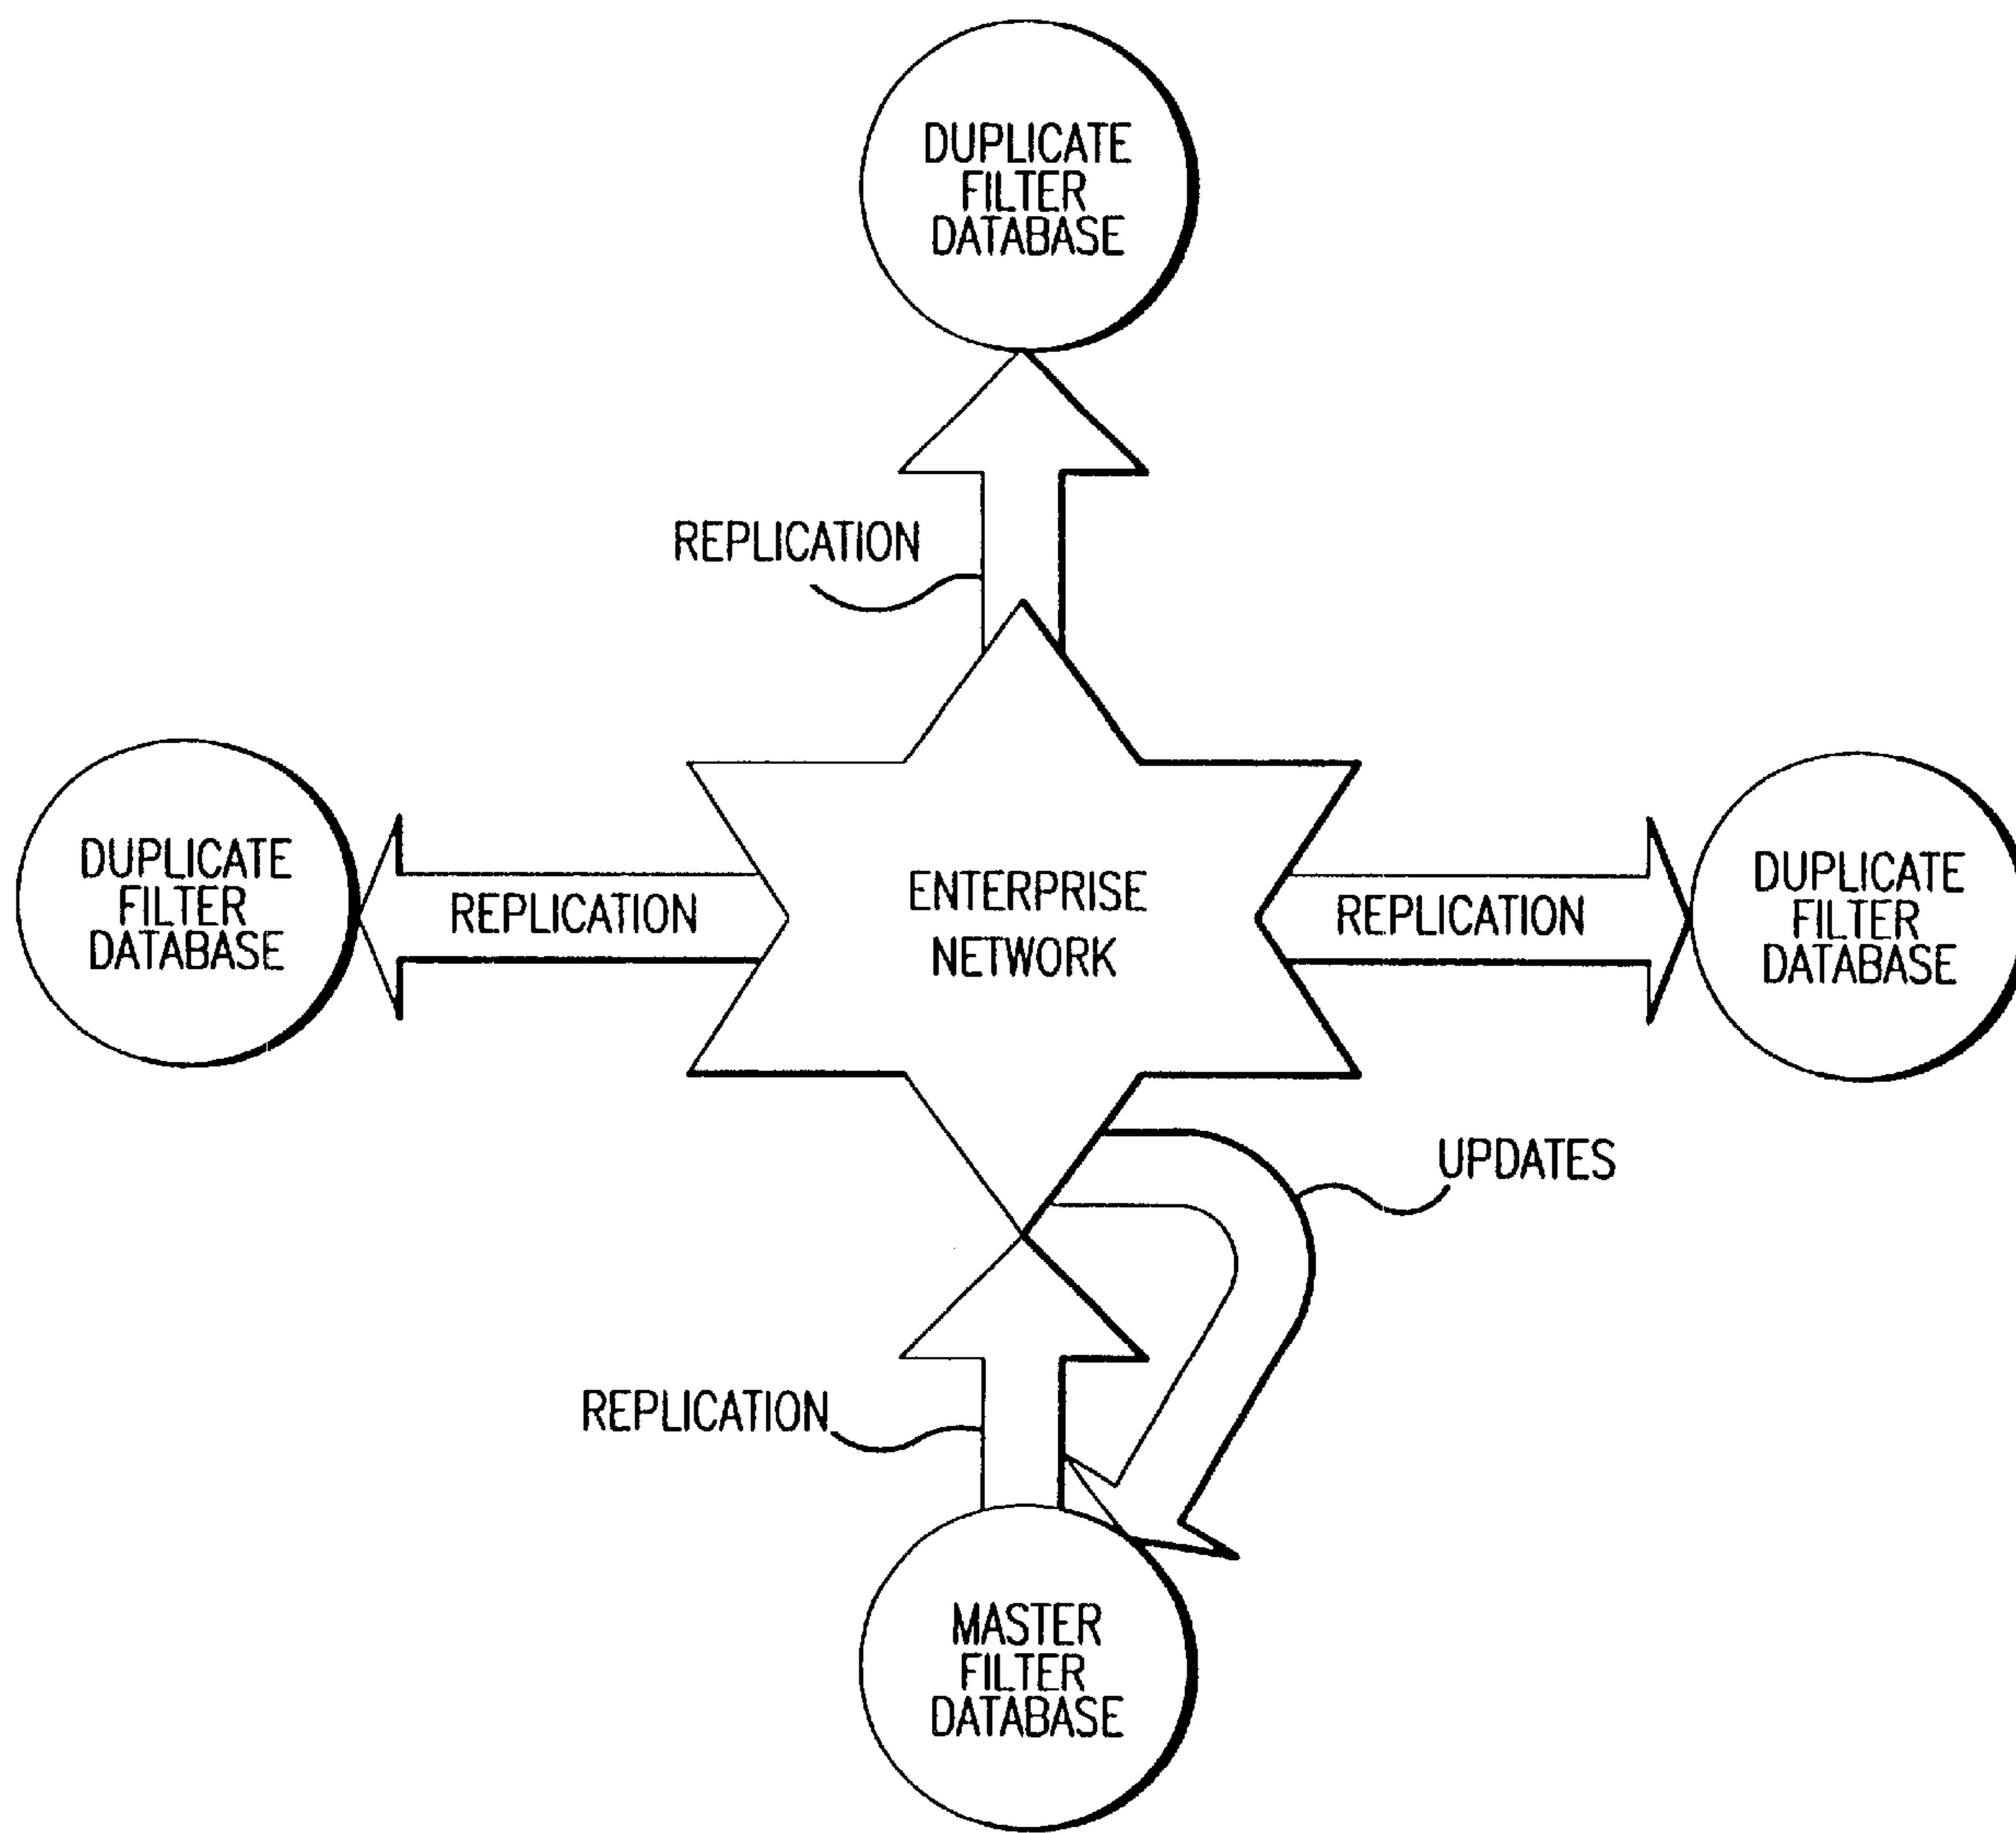 DUPLICATE
FILTER
DATABASE
REPLICATION
DUPLICATE
FILTER
DATABASE
REPLICATION
ENTERPRISE
NETWORK
REPLICATION
DUPLICATE
FILTER
DATABASE
UPDATES
REPLICATION
MASTER
FILTER
DATABASE